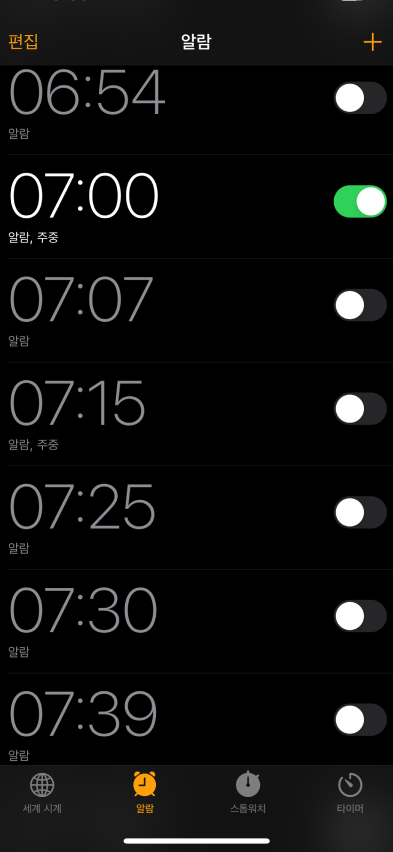 편집
알람
06:54
알람
07:00
알람, 주중
07:07
알람
07:15
알람, 주중
07:25
알람
07:30
알람
07:39
알람
세계 시계
알람
스톱워치
타이머